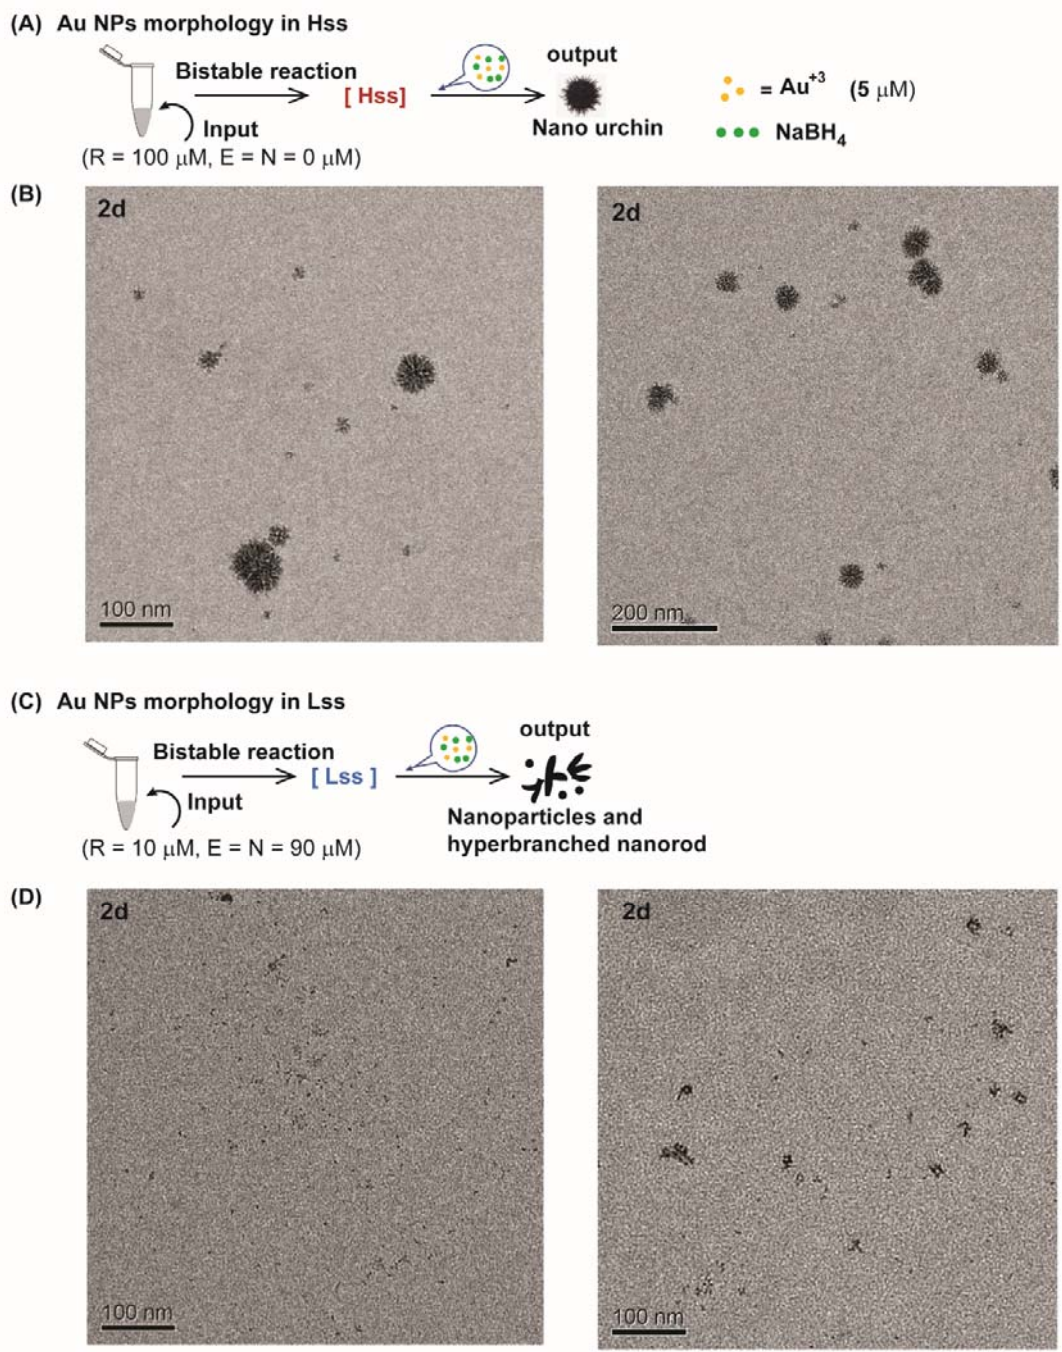 (A) Au NPs morphology in Hss
output
Bistable reaction
[ Hss]
= Au+3 (5 μM)
Input
Nano urchin
NaBH4
(R = 100 μM, E = N = 0 μM)
(B)
2d
2d
100 nm
200 nm
(C) Au NPs morphology in Lss
output
Bistable reaction
[ Lss ]
Input
Nanoparticles and
hyperbranched nanorod
(R = 10 μM, E = N = 90 μM)
(D)
2d
2d
100 nm
100 nm